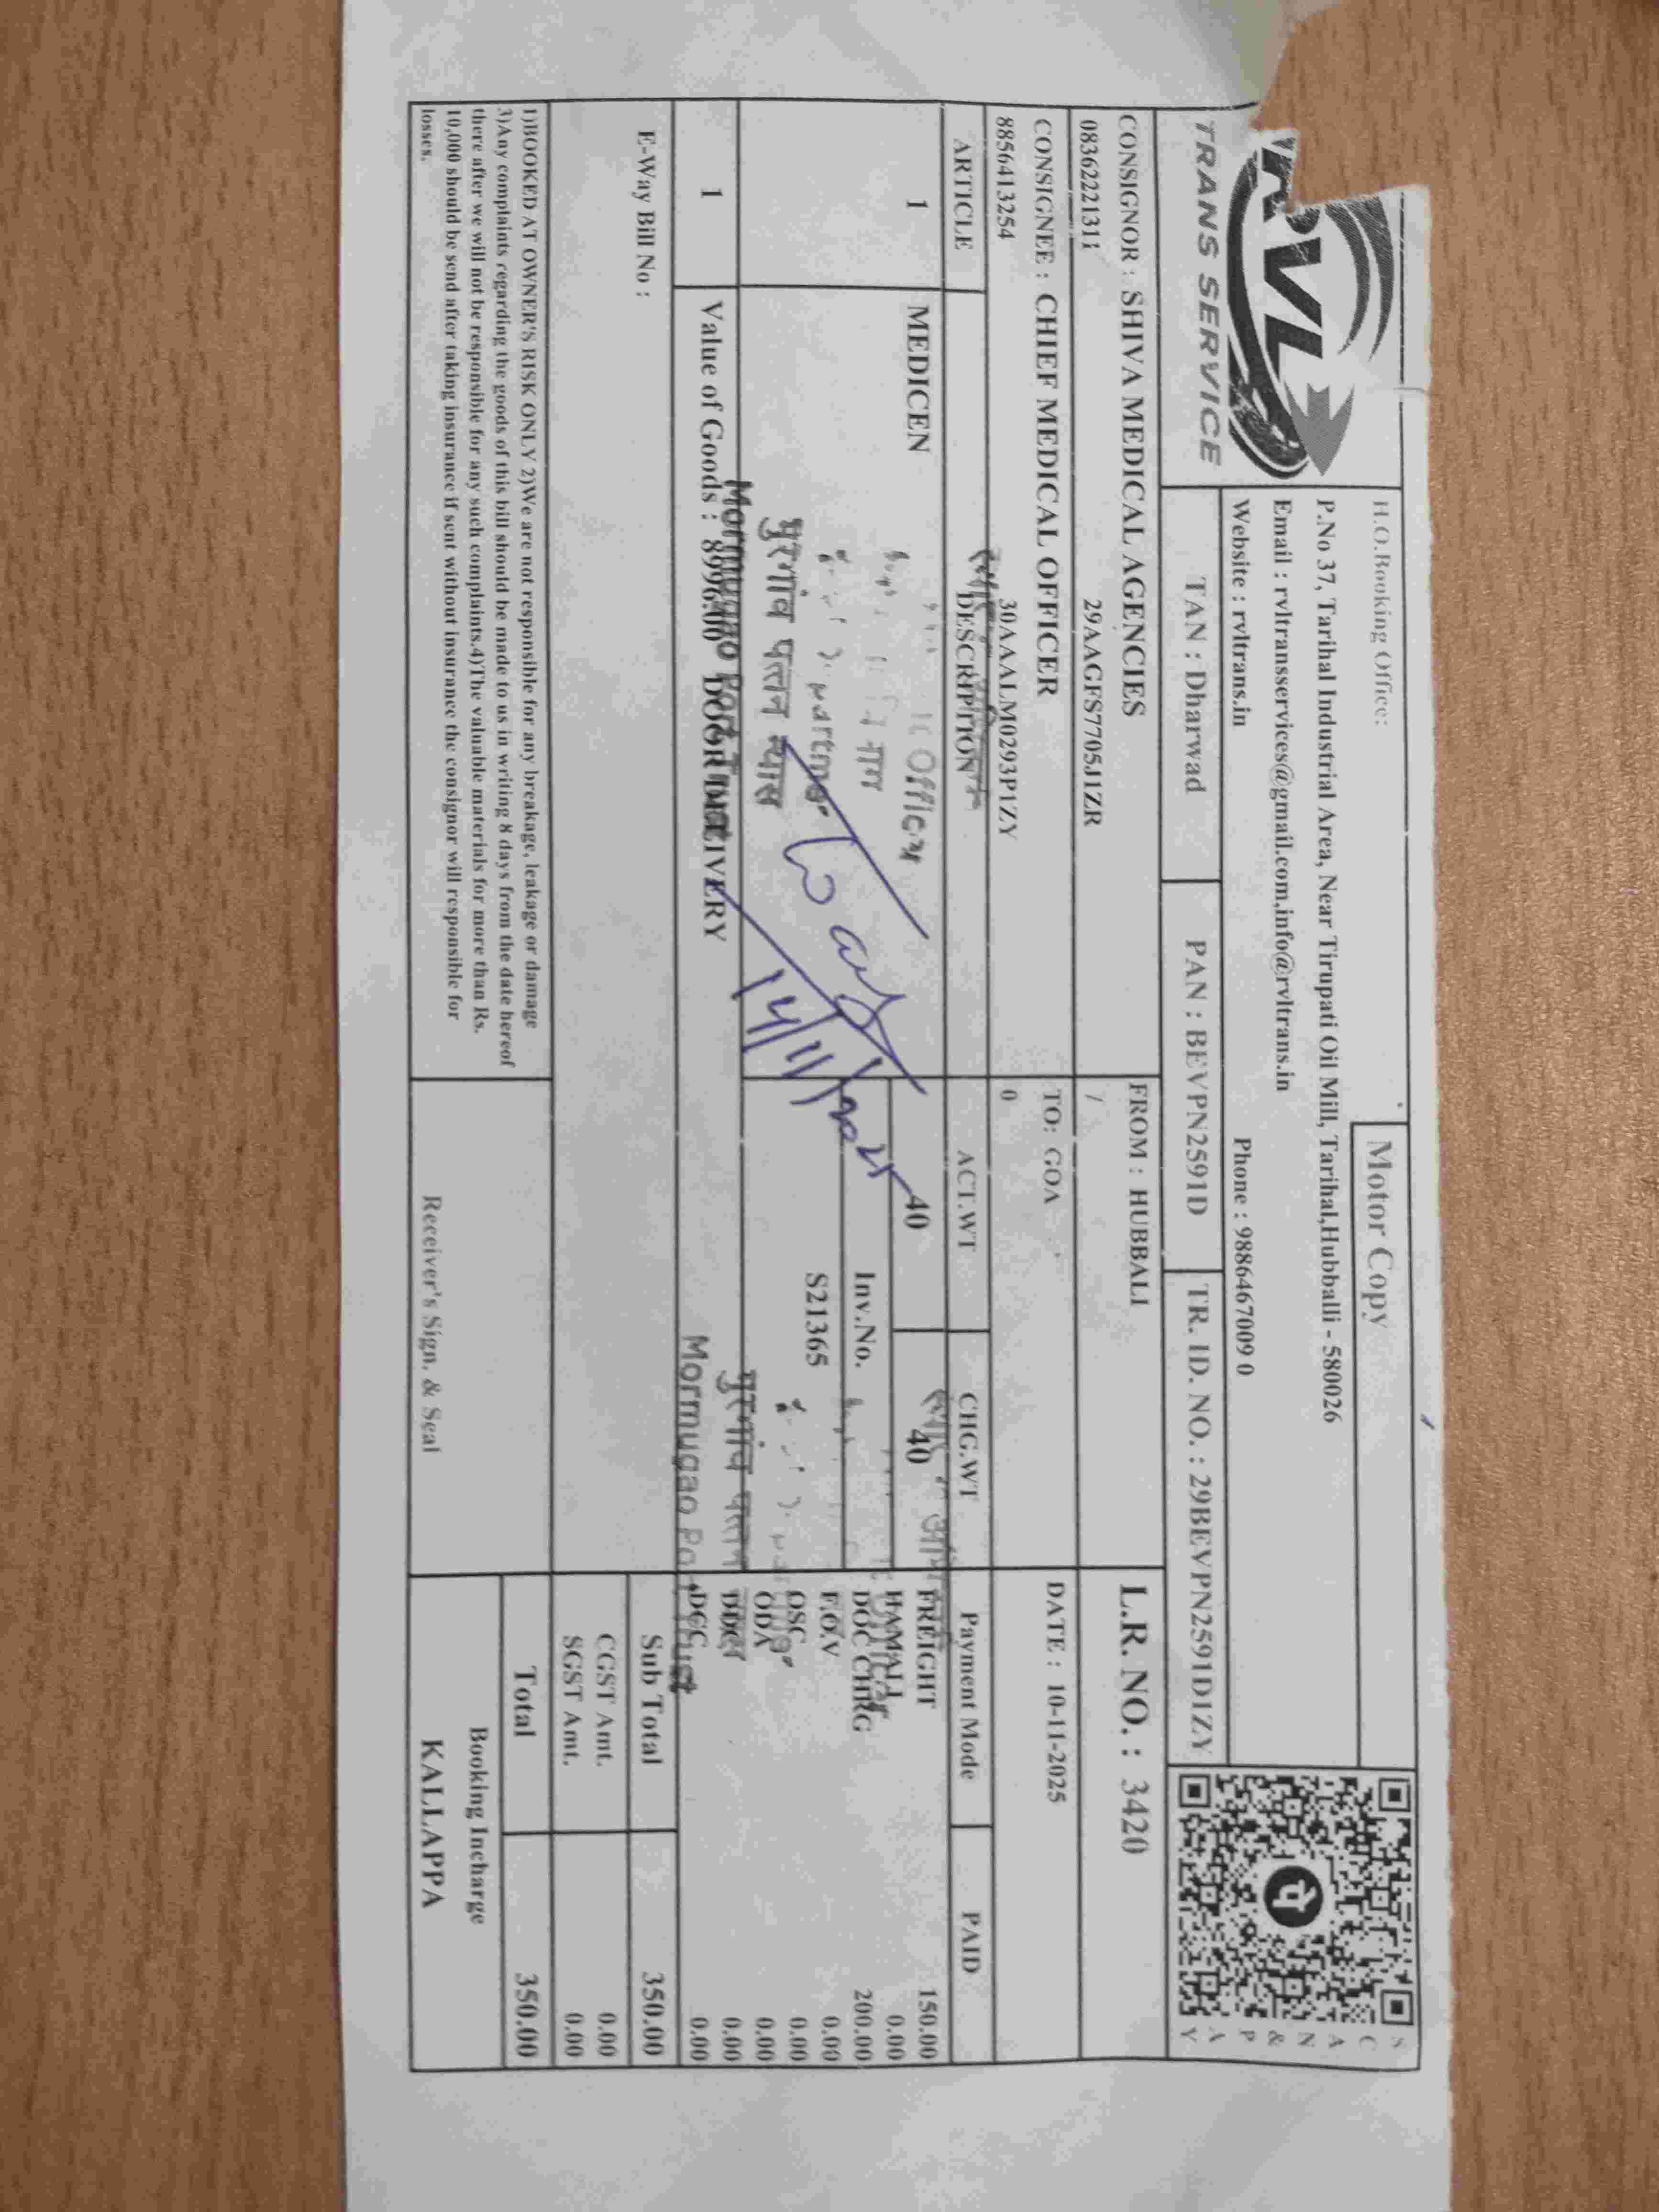 RVL
TRANS SERVICE
H.O.Booking Office:
Motor Copy
P.No 37, Tarihal Industrial Area, Near Tirupati Oil Mill, Tarihal,Hubballi - 580026
Email : rvltransservices@gmail.com,info@rvltrans.in
Website : rvltrans.in Phone : 9886467009 0
SCAN & PAY
TAN : Dharwad PAN : BEVPN2591D TR. ID. NO. : 29BEVPN2591D1ZY
CONSIGNOR : SHIVA MEDICAL AGENCIES FROM : HUBBALI L.R. NO. : 3420
08362221311 29AAGFS7705J1ZR /
CONSIGNEE : CHIEF MEDICAL OFFICER TO: GOA DATE : 10-11-2025
8856413254 30AAALM0293P1ZY 0
ARTICLE DESCRIPTION ACT.WT CHG.WT Payment Mode PAID
1 MEDICEN 40 40 FREIGHT 150.00
HAMALI 0.00
Inv.No. DOC CHRG 200.00
S21365 F.O.V 0.00
OSC 0.00
ODA 0.00
DDC 0.00
1 Value of Goods : 8996.00 DOOR DELIVERY DCC 0.00
मुरगांव पत्तन न्यास
Mormugao Port Trust
14/11/2025
मुरगांव पत्तन
Mormugao Port Trust
E-Way Bill No :
Sub Total 350.00
CGST Amt. 0.00
SGST Amt. 0.00
Total 350.00
1)BOOKED AT OWNER'S RISK ONLY 2)We are not responsible for any breakage, leakage or damage
3)Any complaints regarding the goods of this bill should be made to us in writing 8 days from the date hereof
there after we will not be responsible for any such complaints.4)The valuable materials for more than Rs.
10,000 should be send after taking insurance if sent without insurance the consignor will responsible for
losses.
Receiver's Sign. & Seal
Booking Incharge
KALLAPPA